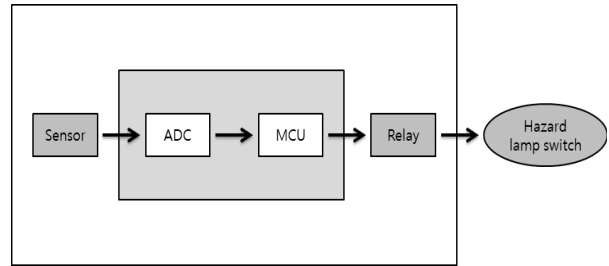 Sensor
ADC
MCU
Relay
Hazard
lamp switch